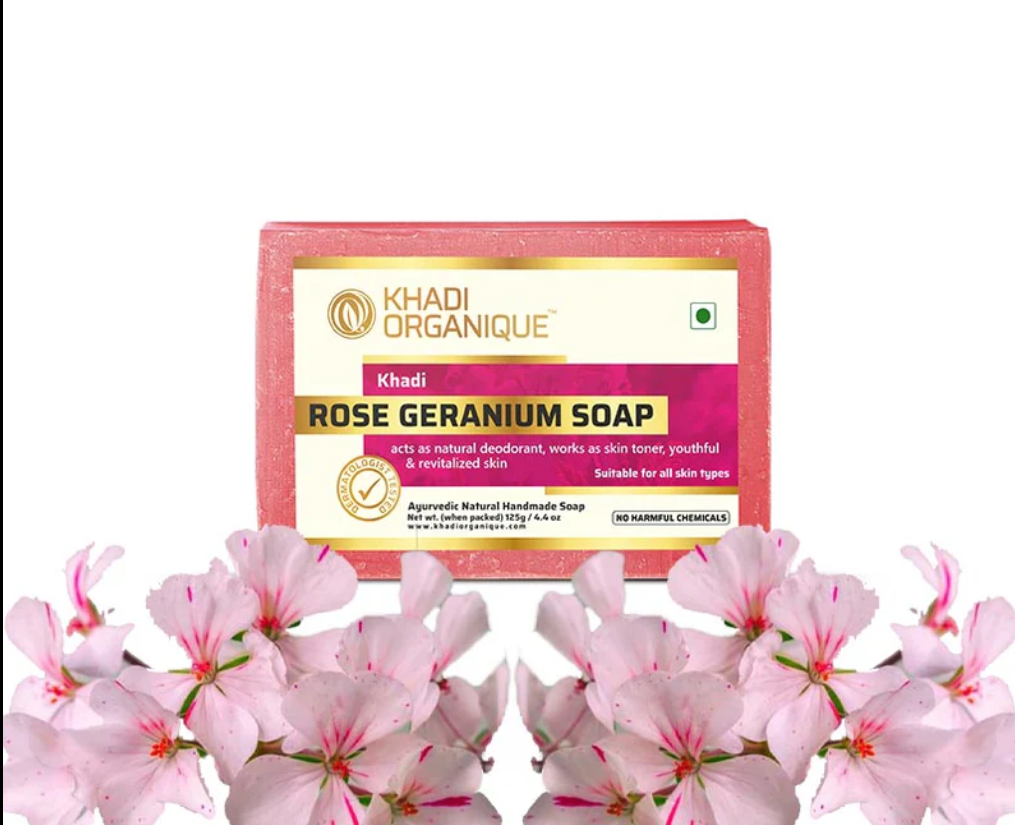 KHADI
ORGANIQUE™
Khadi
ROSE GERANIUM SOAP
acts as natural deodorant, works as skin toner, youthful
& revitalized skin
Suitable for all skin types
DERMATOLOGIST TESTED
Ayurvedic Natural Handmade Soap
Net wt. (when packed) 125g / 4.4 oz
www.khadiorganique.com
NO HARMFUL CHEMICALS